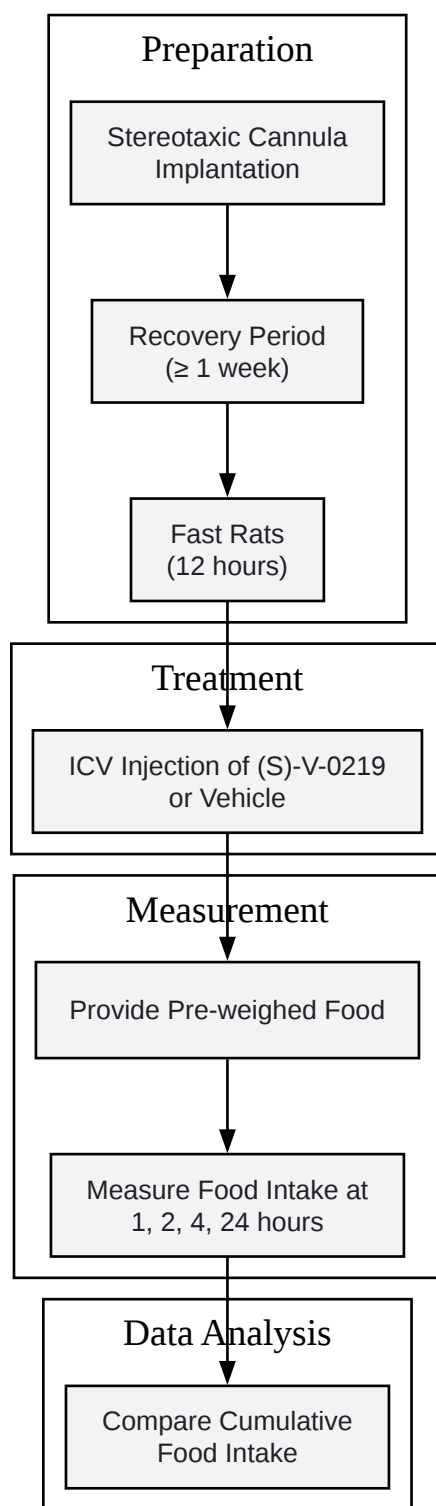 Preparation
Stereotaxic Cannula
Implantation
Recovery Period
(≥ 1 week)
Fast Rats
(12 hours)
Treatment
ICV Injection of (S)-V-0219
or Vehicle
Measurement
Provide Pre-weighed Food
Measure Food Intake at
1, 2, 4, 24 hours
Data Analysis
Compare Cumulative
Food Intake